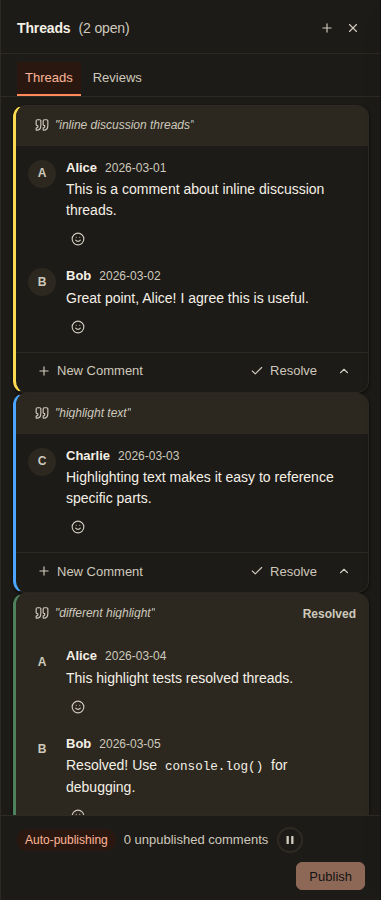 Threads (2 open)
Threads Reviews
"inline discussion threads"
A Alice 2026-03-01
This is a comment about inline discussion
threads.
B Bob 2026-03-02
Great point, Alice! I agree this is useful.
New Comment Resolve
"highlight text"
C Charlie 2026-03-03
Highlighting text makes it easy to reference
specific parts.
New Comment Resolve
"different highlight" Resolved
A Alice 2026-03-04
This highlight tests resolved threads.
B Bob 2026-03-05
Resolved! Use console.log() for
debugging.
Auto-publishing 0 unpublished comments
Publish